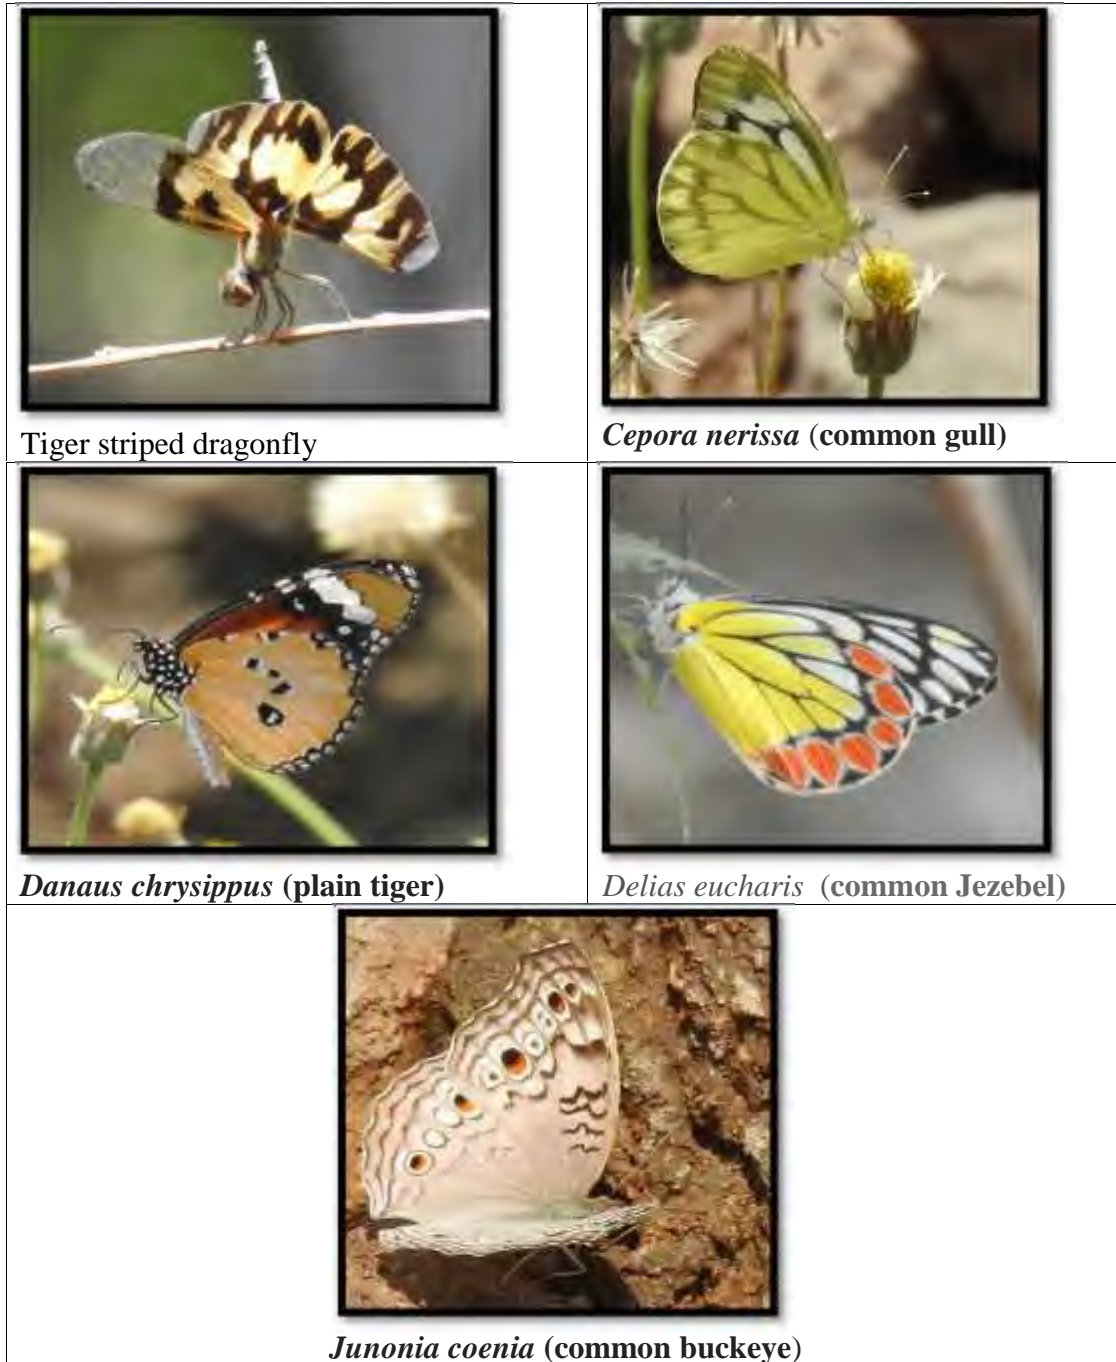 Tiger striped dragonfly
Cepora nerissa (common gull)
Danaus chrysippus (plain tiger)
Delias eucharis (common Jezebel)
Junonia coenia (common buckeye)